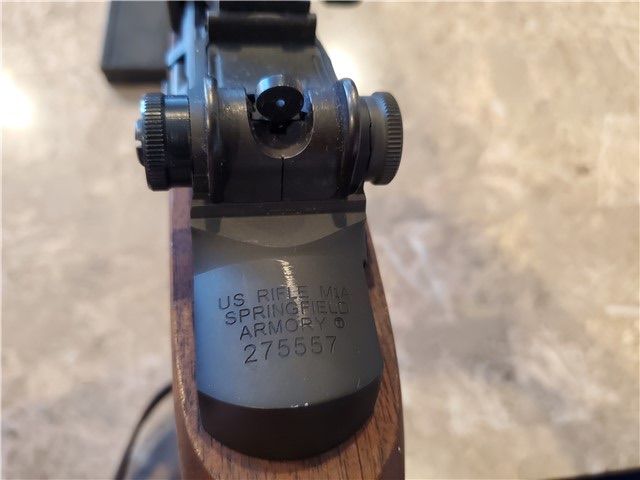 US RIFLE M1A
SPRINGFIELD
ARMORY ®
275557